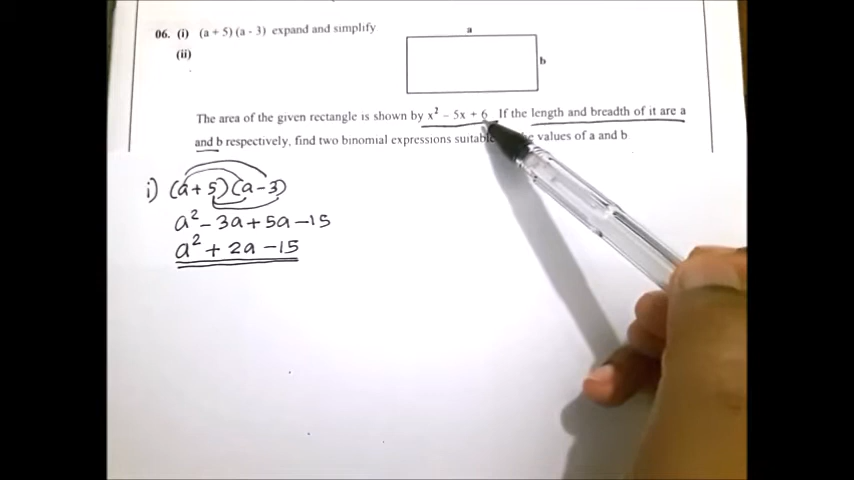 06. (i) (a + 5) (a - 3) expand and simplify
a
(ii)
b
The area of the given rectangle is shown by x² - 5x + 6 If the length and breadth of it are a
and b respectively, find two binomial expressions values of a and b
i) (a + 5)(a - 3)
a² - 3a + 5a - 15
a² + 2a - 15